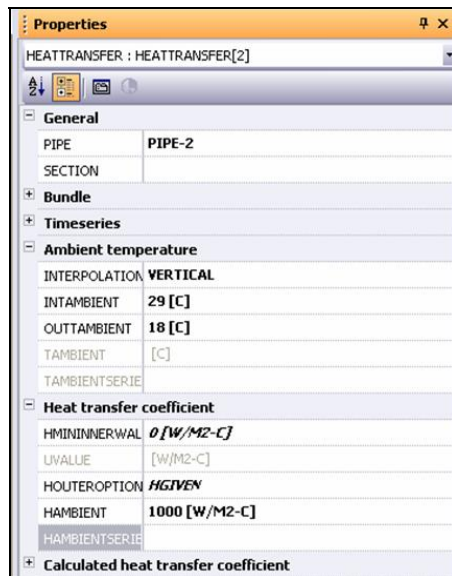 Properties
HEATTRANSFER : HEATTRANSFER[2]
General
PIPE PIPE-2
SECTION
Bundle
Timeseries
Ambient temperature
INTERPOLATION VERTICAL
INTAMBIENT 29 [C]
OUTTAMBIENT 18 [C]
TAMBIENT [C]
TAMBIENTSERIE
Heat transfer coefficient
HMININNERWAL 0 [W/M2-C]
UVALUE [W/M2-C]
HOUTEROPTION HGIVEN
HAMBIENT 1000 [W/M2-C]
HAMBIENTSERIE
Calculated heat transfer coefficient